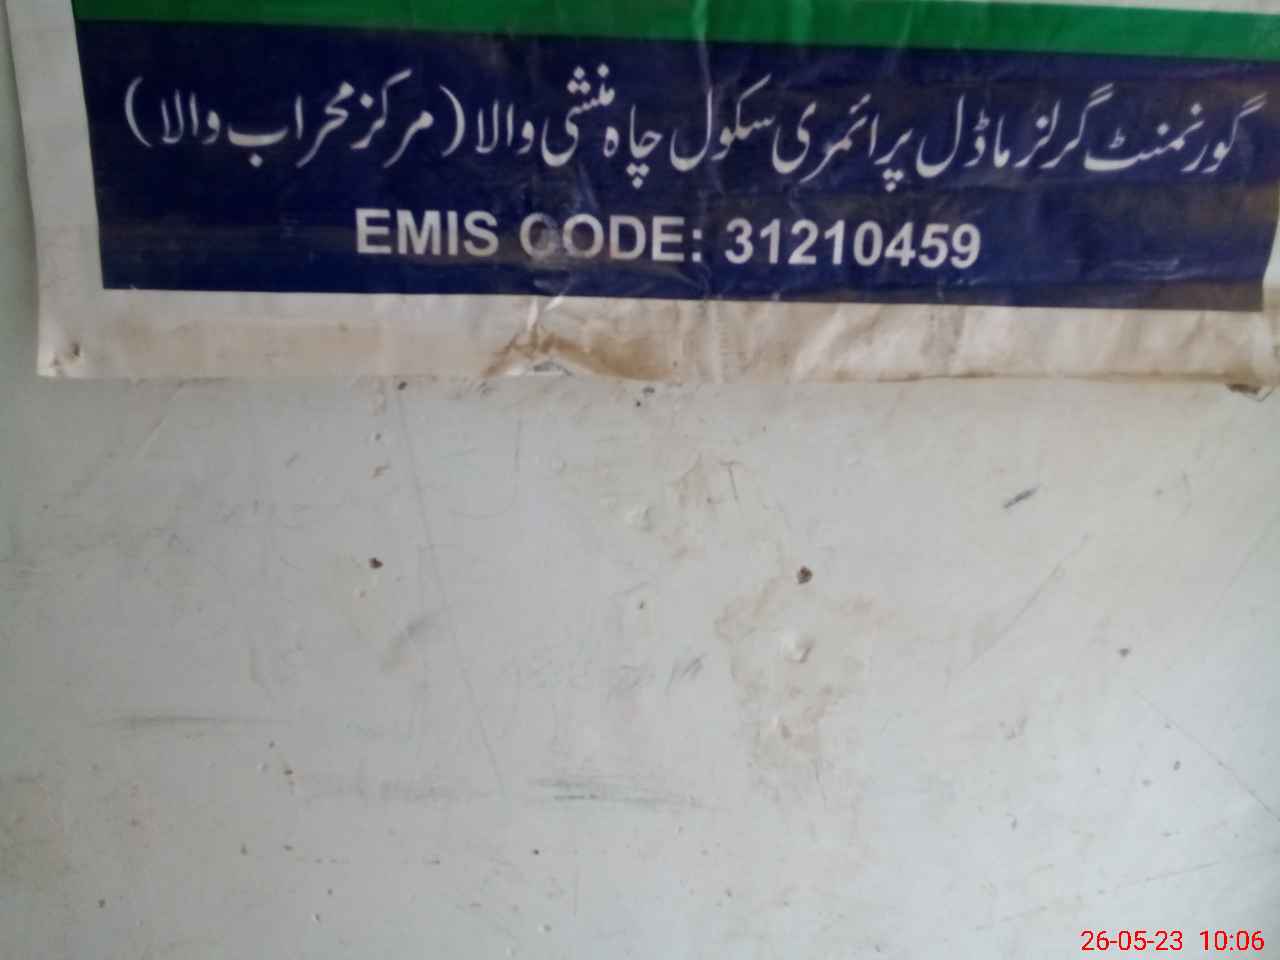 گورنمنٹ گرلز ماڈل پرائمری سکول چاہ منشی والا (مرکز محراب والا)
EMIS CODE: 31210459
26-05-23 10:06